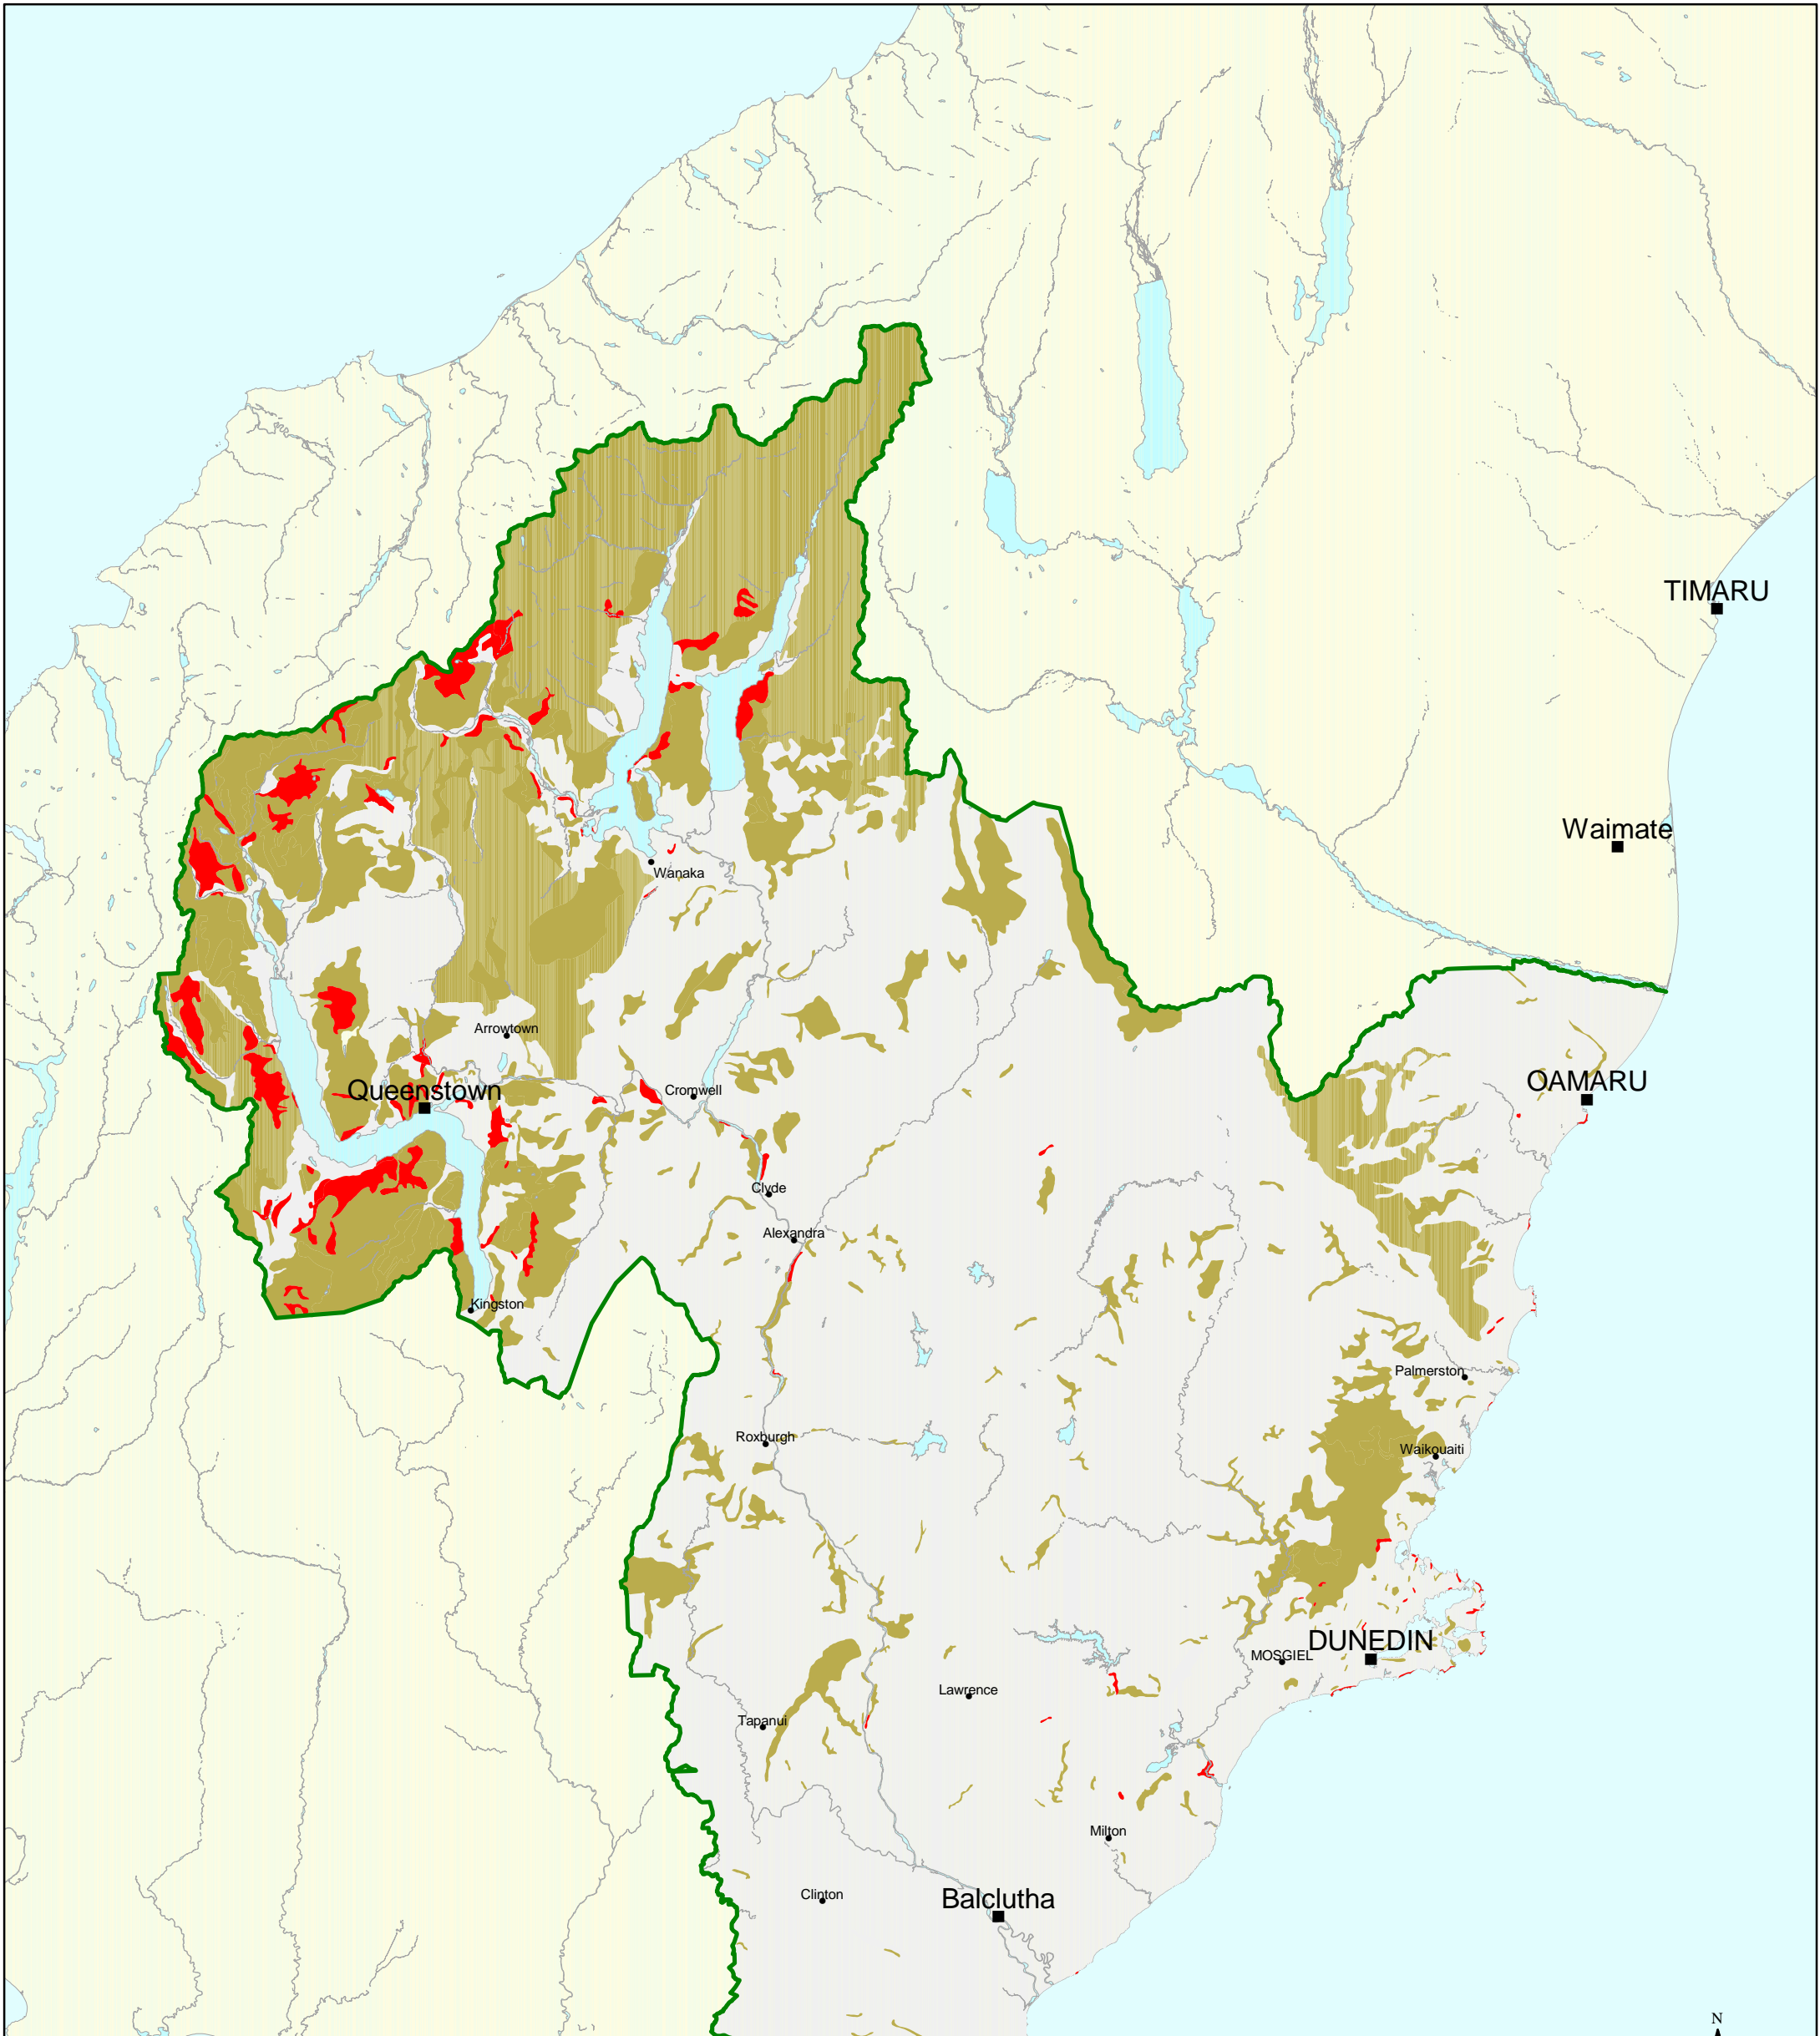 TIMARU
Waimate
Wanaka
Arrowtown
OAMARU
Queenstown
Cromwell
Clyde
Alexandra
Kingston
Palmerston
Roxburgh
Waikouaiti
DUNEDIN
MOSGIEL
Lawrence
Tapanui
Milton
Clinton
Balclutha
N